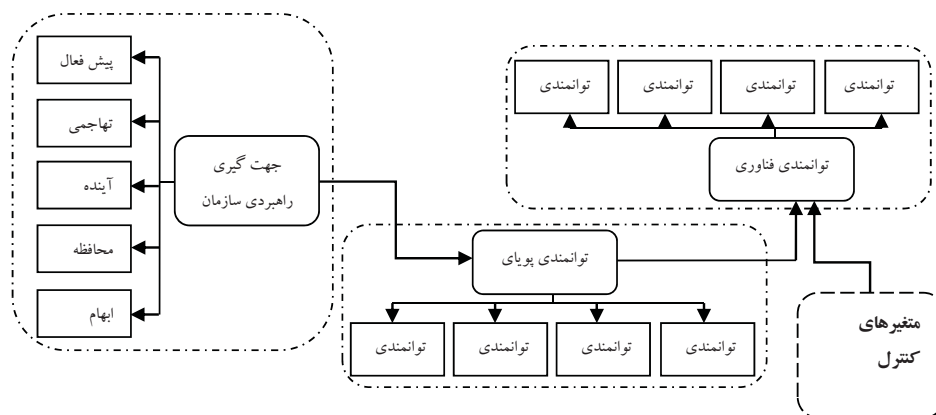 توانمندی
توانمندی
توانمندی
توانمندی
توانمندی فناوری
پیش فعال
تهاجمی
آینده
محافظه
ابهام
جهت گیری
راهبردی سازمان
توانمندی پویای
توانمندی
توانمندی
توانمندی
توانمندی
متغیرهای
کنترل